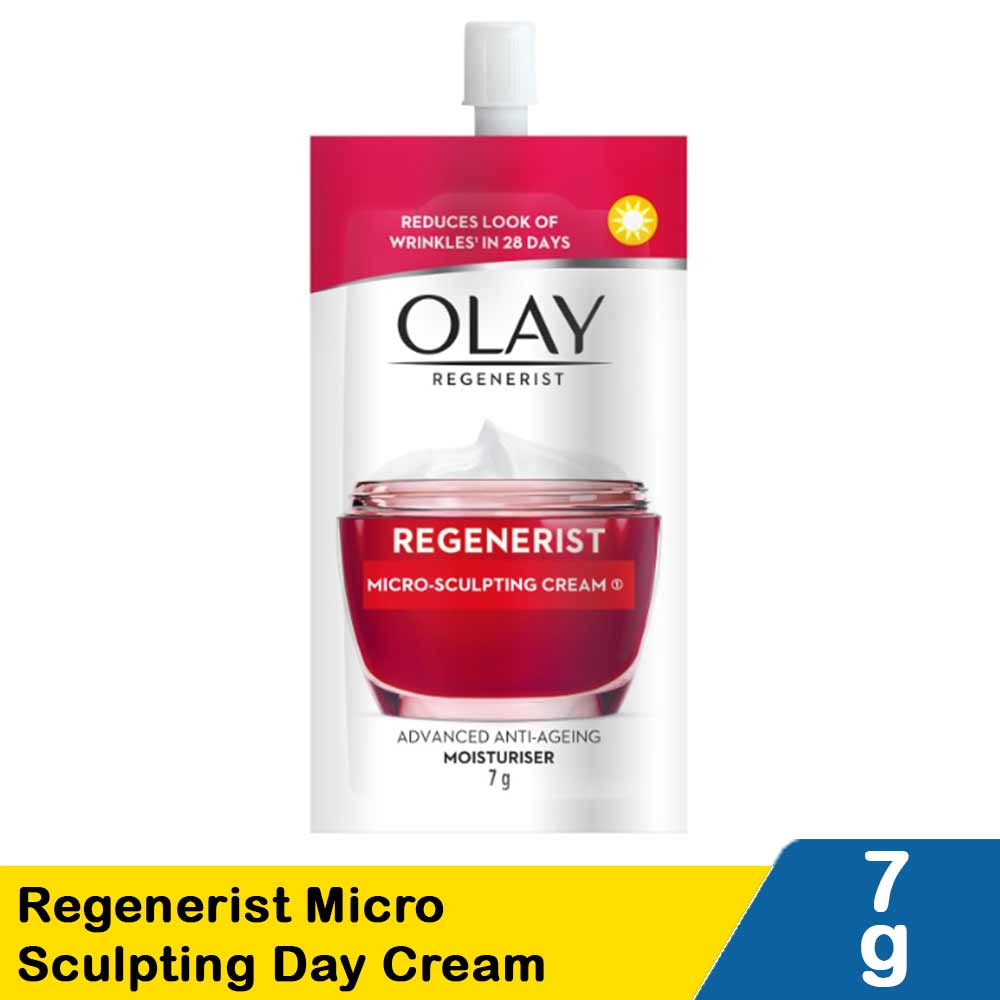 REDUCES LOOK OF
WRINKLES¹ IN 28 DAYS
OLAY
REGENERIST
REGENERIST
MICRO-SCULPTING CREAM
ADVANCED ANTI-AGEING
MOISTURISER
7 g
Regenerist Micro
Sculpting Day Cream
7
g